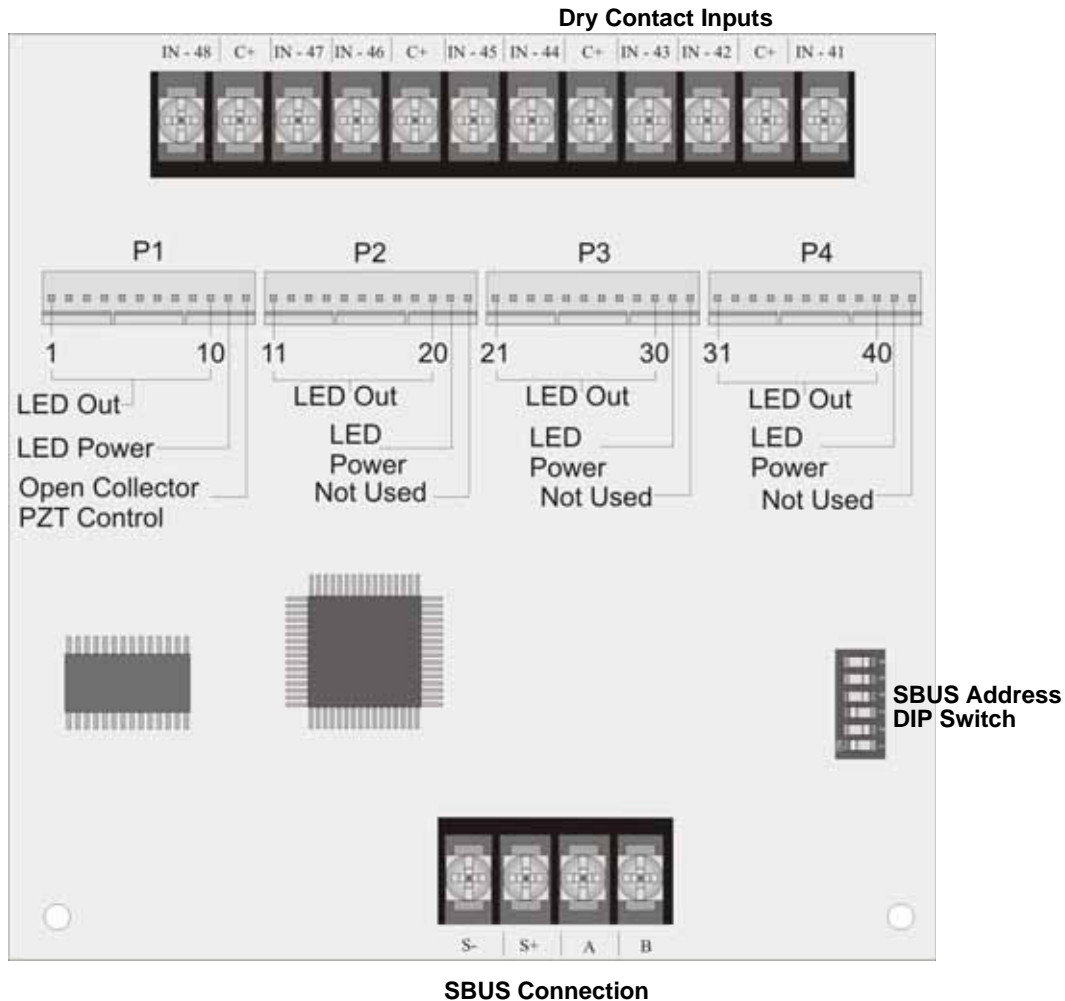 Dry Contact Inputs
IN - 48 C+ IN - 47 IN - 46 C+ IN - 45 IN - 44 C+ IN - 43 IN - 42 C+ IN - 41
P1 P2 P3 P4
1 10 11 20 21 30 31 40
LED Out
LED Power
Open Collector
PZT Control
LED Out
LED
Power
Not Used
LED Out
LED
Power
Not Used
LED Out
LED
Power
Not Used
SBUS Address
DIP Switch
S- S+ A B
SBUS Connection